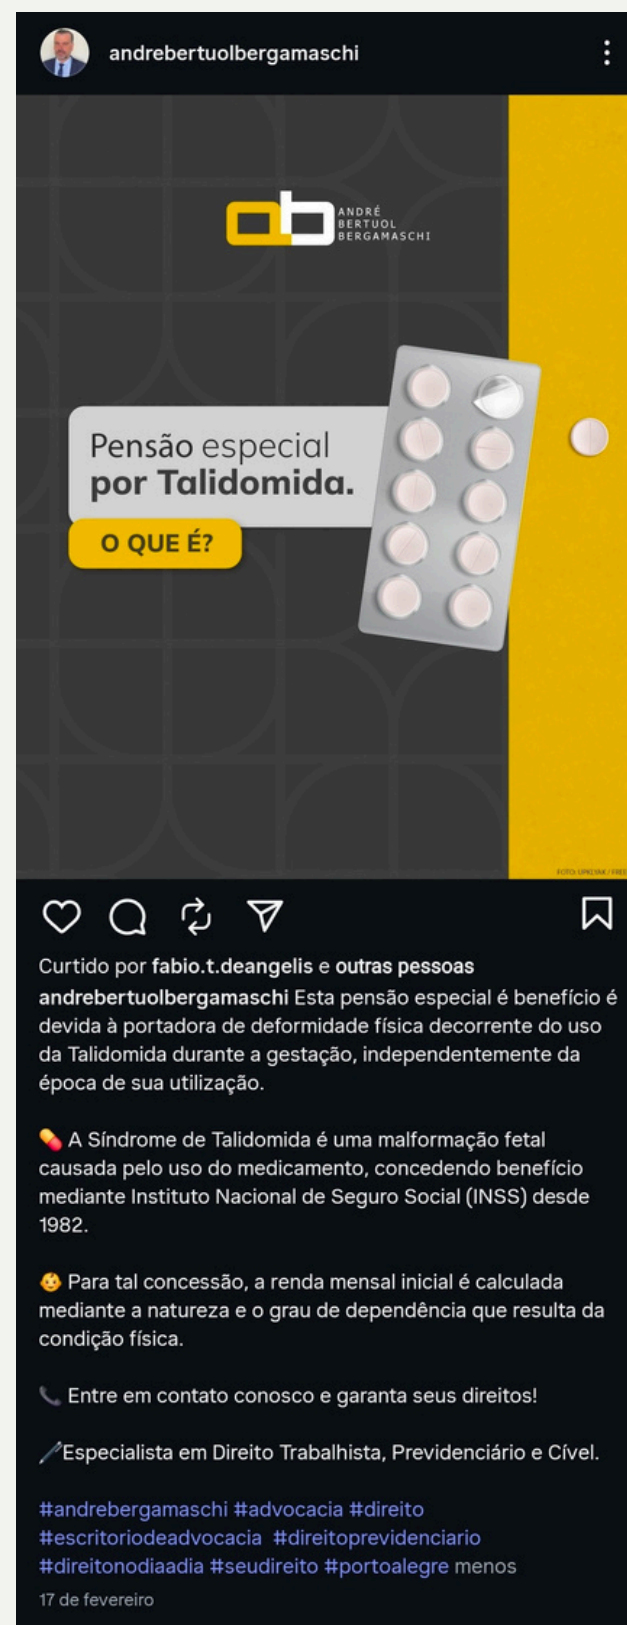 andrebertuolbergamaschi
ab
ANDRÉ
BERTUOL
BERGAMASCHI
Pensão especial
por Talidomida.
O QUE É?
FOTO: UPKLYAK / FREE
Curtido por fabio.t.deangelis e outras pessoas
andrebertuolbergamaschi Esta pensão especial é benefício é
devida à portadora de deformidade física decorrente do uso
da Talidomida durante a gestação, independentemente da
época de sua utilização.
💊 A Síndrome de Talidomida é uma malformação fetal
causada pelo uso do medicamento, concedendo benefício
mediante Instituto Nacional de Seguro Social (INSS) desde
1982.
👶 Para tal concessão, a renda mensal inicial é calculada
mediante a natureza e o grau de dependência que resulta da
condição física.
📞 Entre em contato conosco e garanta seus direitos!
🖊️Especialista em Direito Trabalhista, Previdenciário e Cível.
#andrebergamaschi #advocacia #direito
#escritoriodeadvocacia #direitoprevidenciario
#direitonodiaadia #seudireito #portoalegre menos
17 de fevereiro